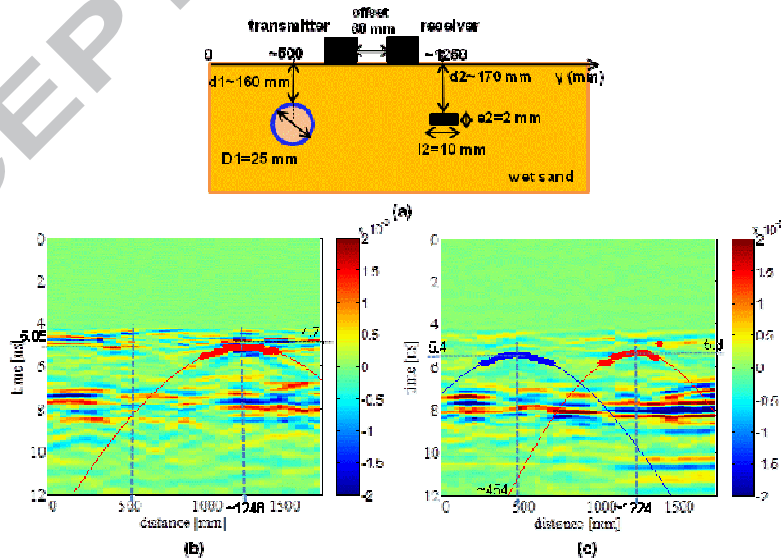 CEPT
offset
transmitter
60 mm
receiver
0
~500
~1250
d1~160 mm
d2~170 mm
y (mm)
e2=2 mm
D1=25 mm
l2=10 mm
wet sand
(a)
0
2
4
6
8
10
12
time [ns]
5.05
7.7
0
500
1000
~1248
1500
distance [mm]
(b)
2
1.5
1
0.5
0
-0.5
-1
-1.5
-2
0
2
4
6
8
10
12
time [ns]
5.4
~454
0
500
1000
~1224
1500
distance [mm]
(c)
2
1.5
1
0.5
0
-0.5
-1
-1.5
-2